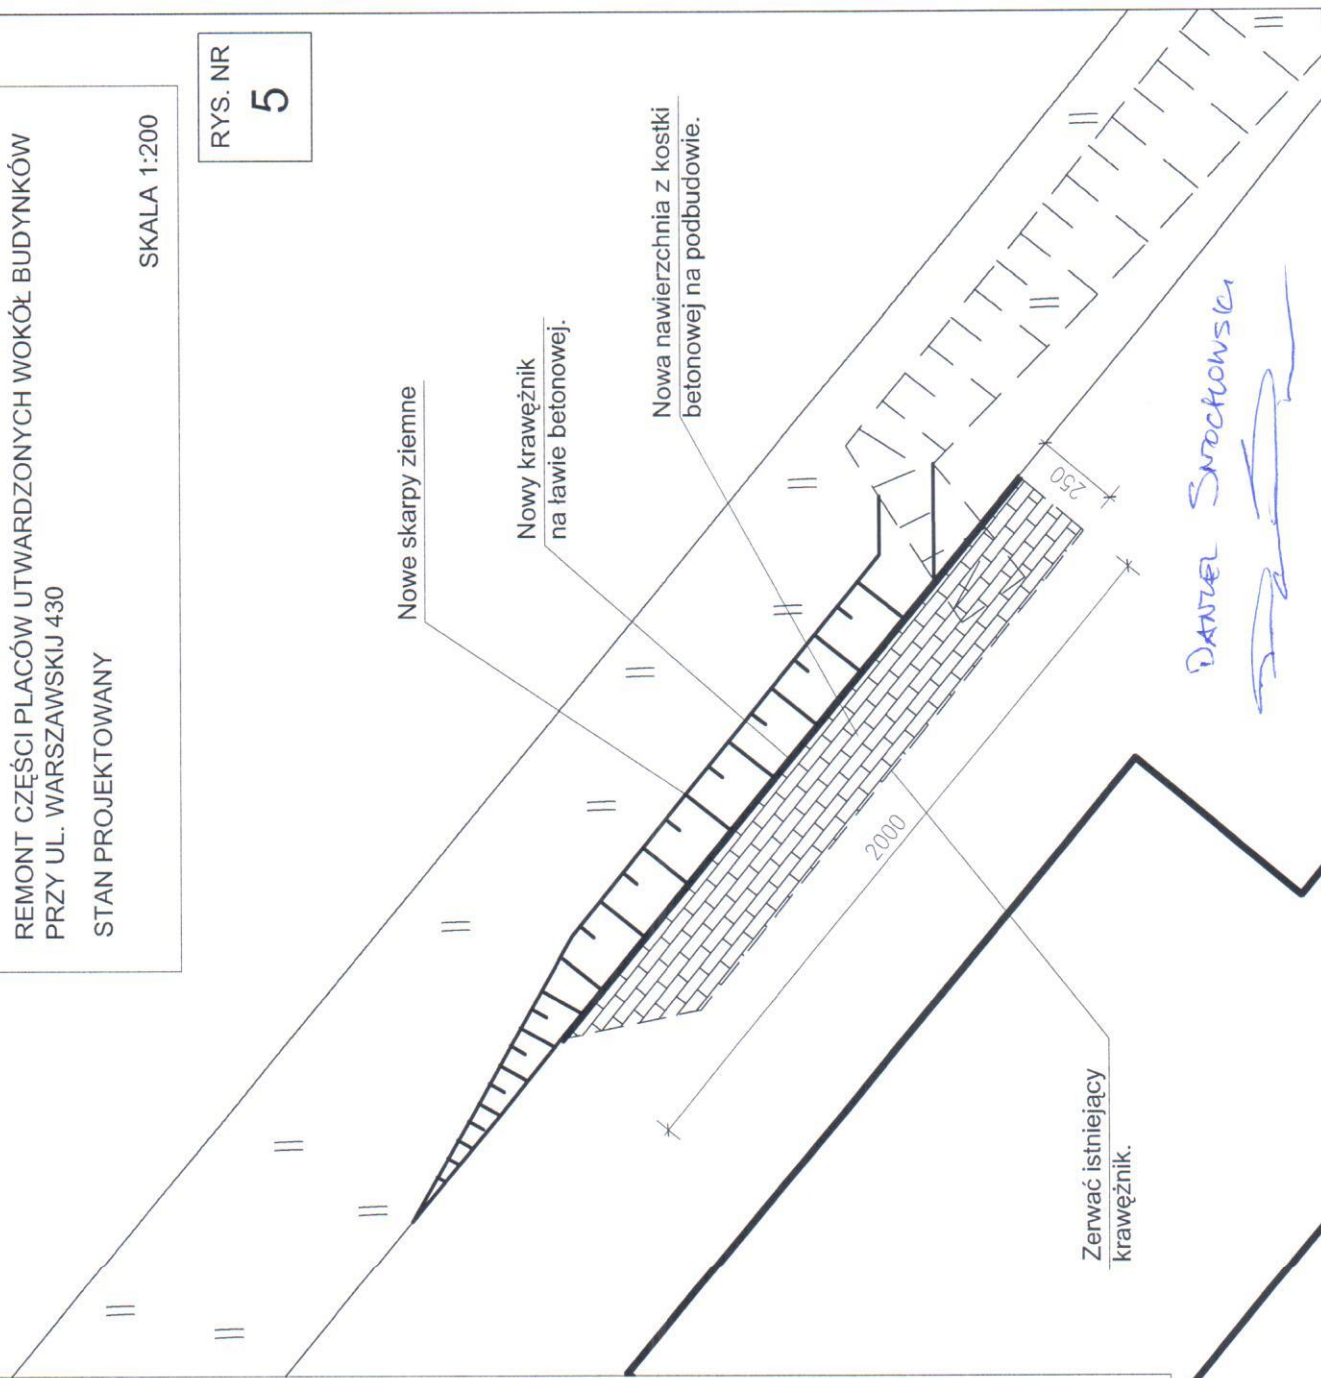 REMONT CZĘŚCI PLACÓW UTWARDZONYCH WOKÓŁ BUDYNKÓW
PRZY UL. WARSZAWSKIJ 430
STAN PROJEKTOWANY
SKALA 1:200
RYS. NR
5
Nowe skarpy ziemne
Nowy krawężnik
na ławie betonowej.
Nowa nawierzchnia z kostki
betonowej na podbudowie.
250
2000
Zerwać istniejący
krawężnik.
DANIEL